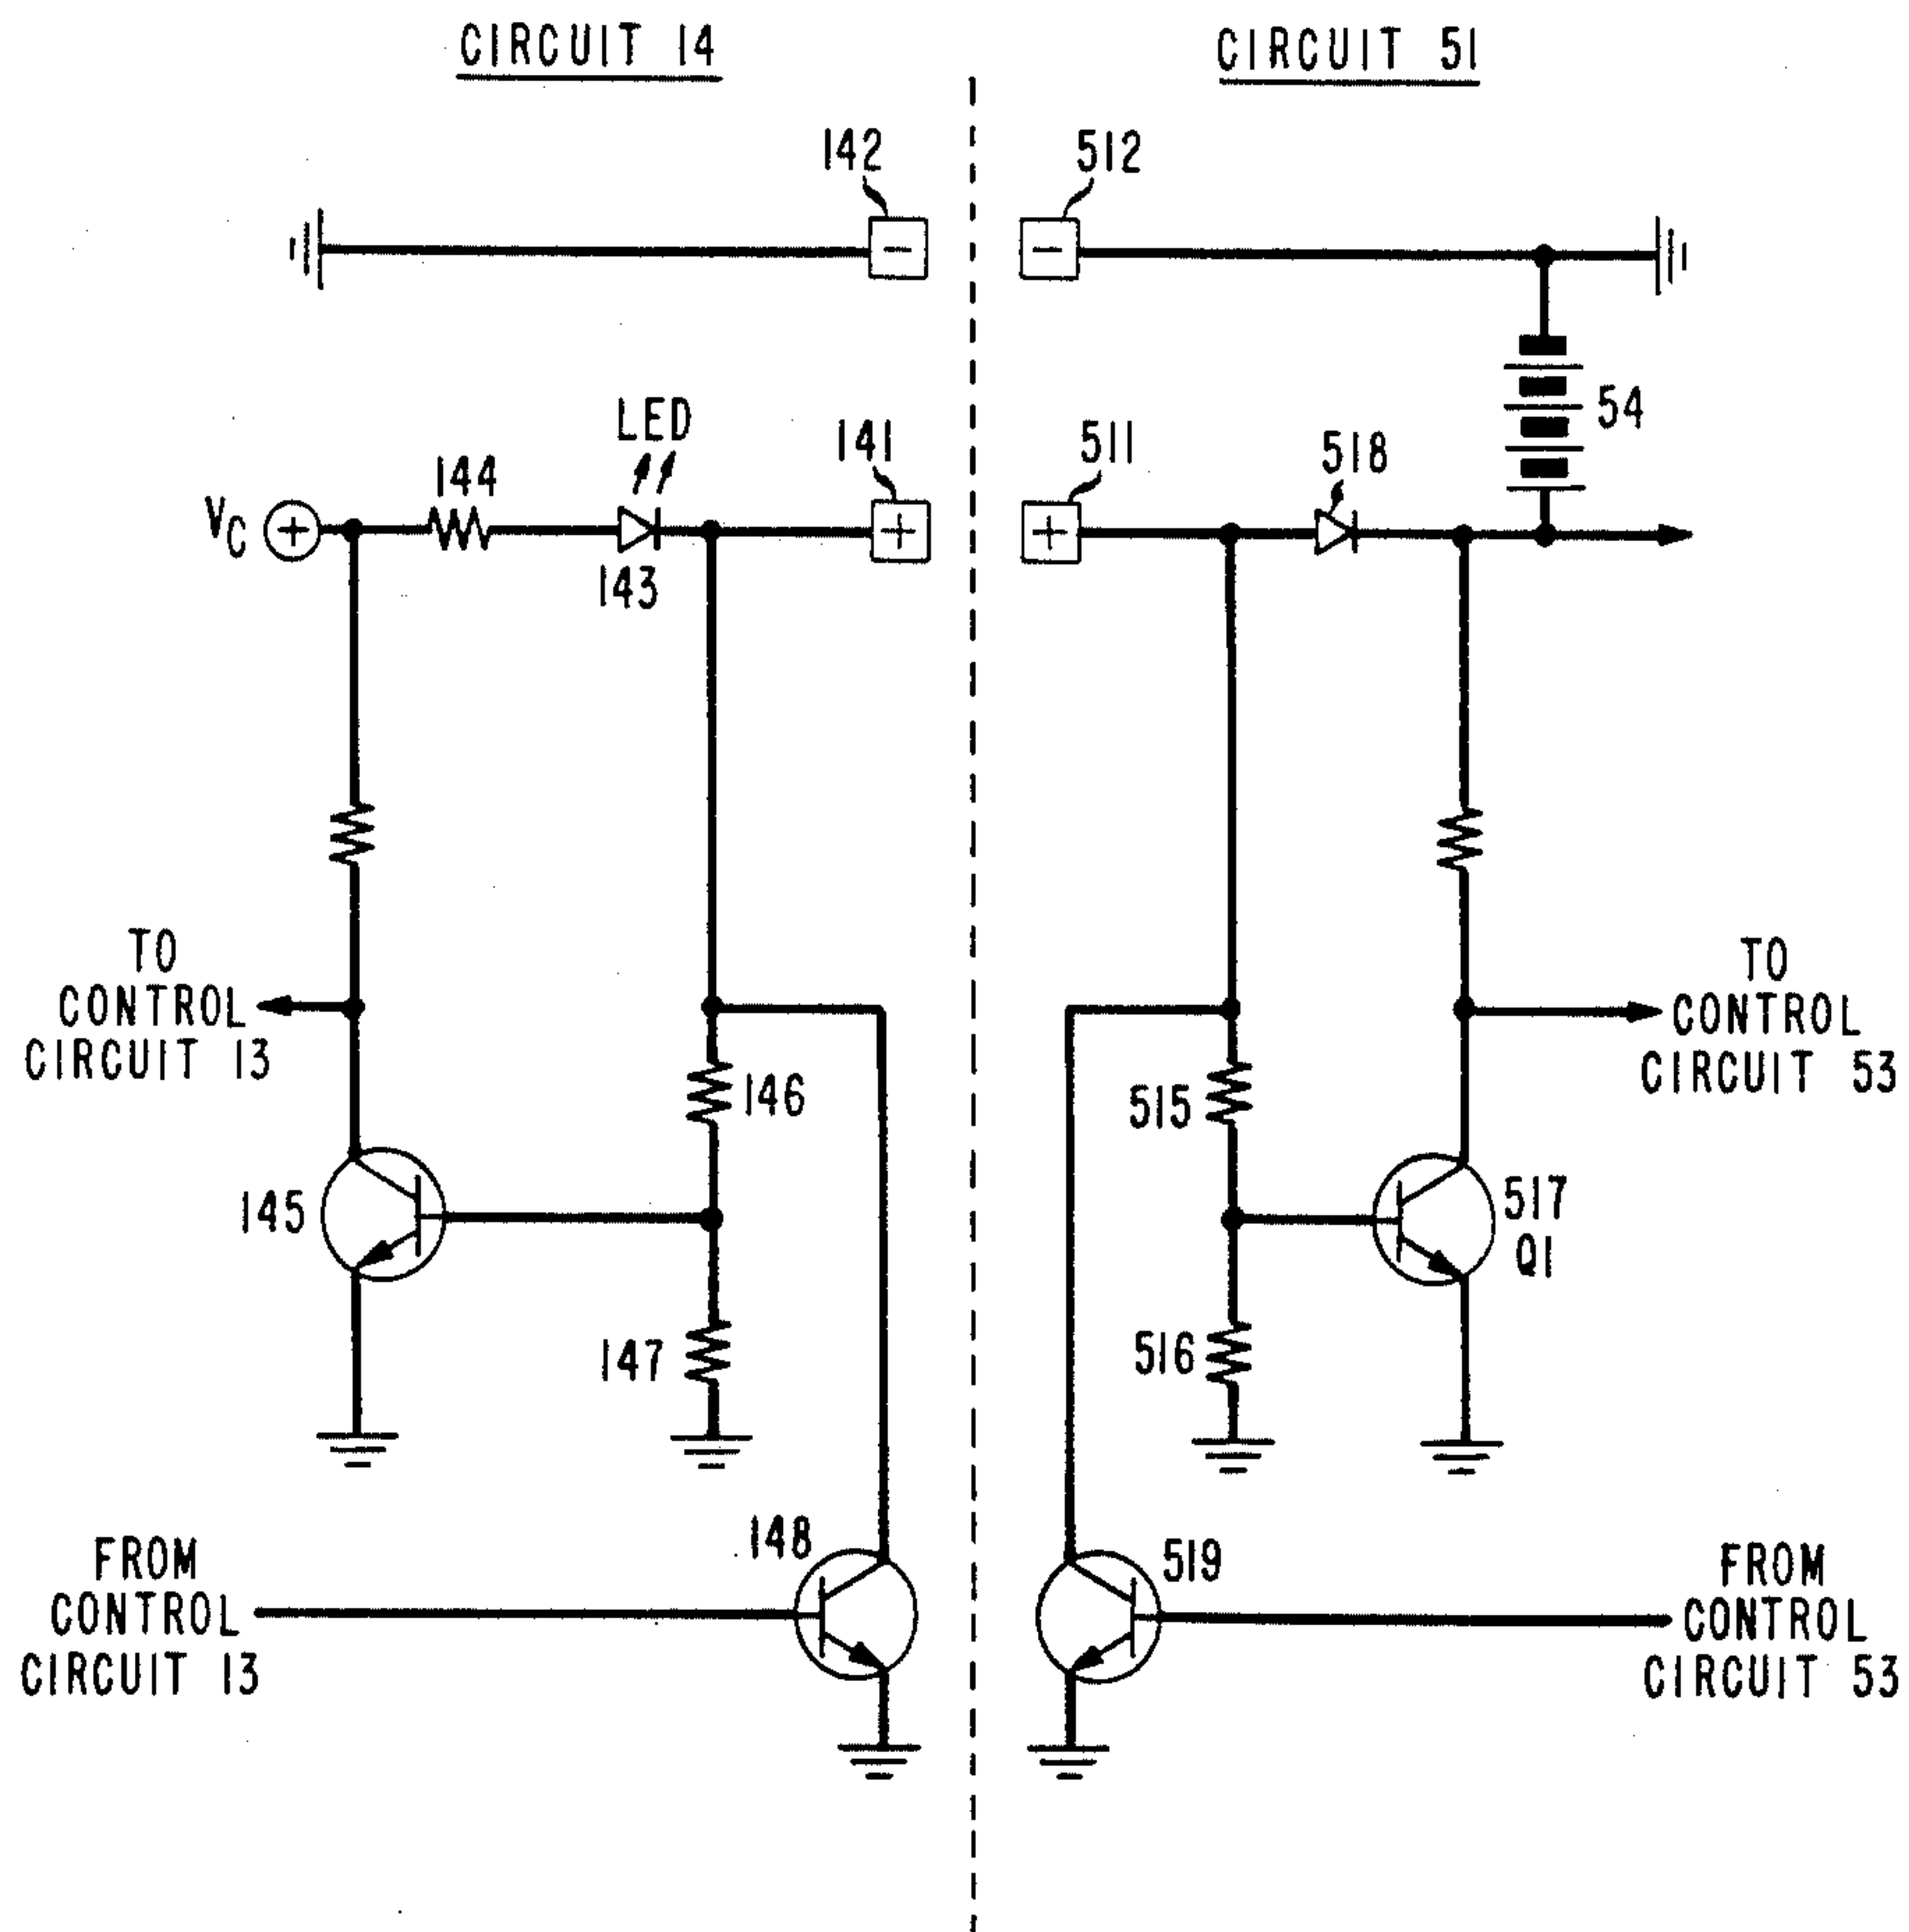 CIRCUIT 14
CIRCUIT 51
142
512
−
−
LED
141
511
518
54
144
VC
+
+
+
143
TO
CONTROL
CIRCUIT 13
TO
CONTROL
CIRCUIT 53
146
515
145
517
Q1
147
516
148
519
FROM
CONTROL
CIRCUIT 13
FROM
CONTROL
CIRCUIT 53